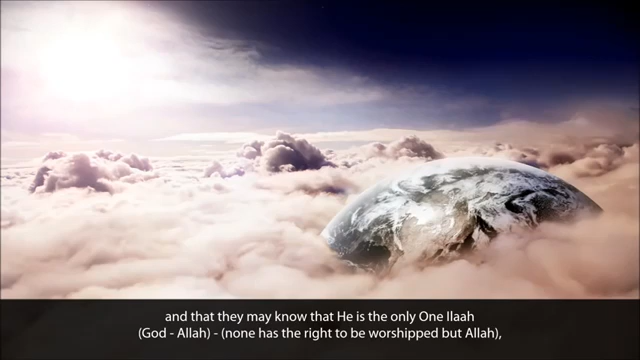 and that they may know that He is the only One Ilaah
(God - Allah) - (none has the right to be worshipped but Allah),